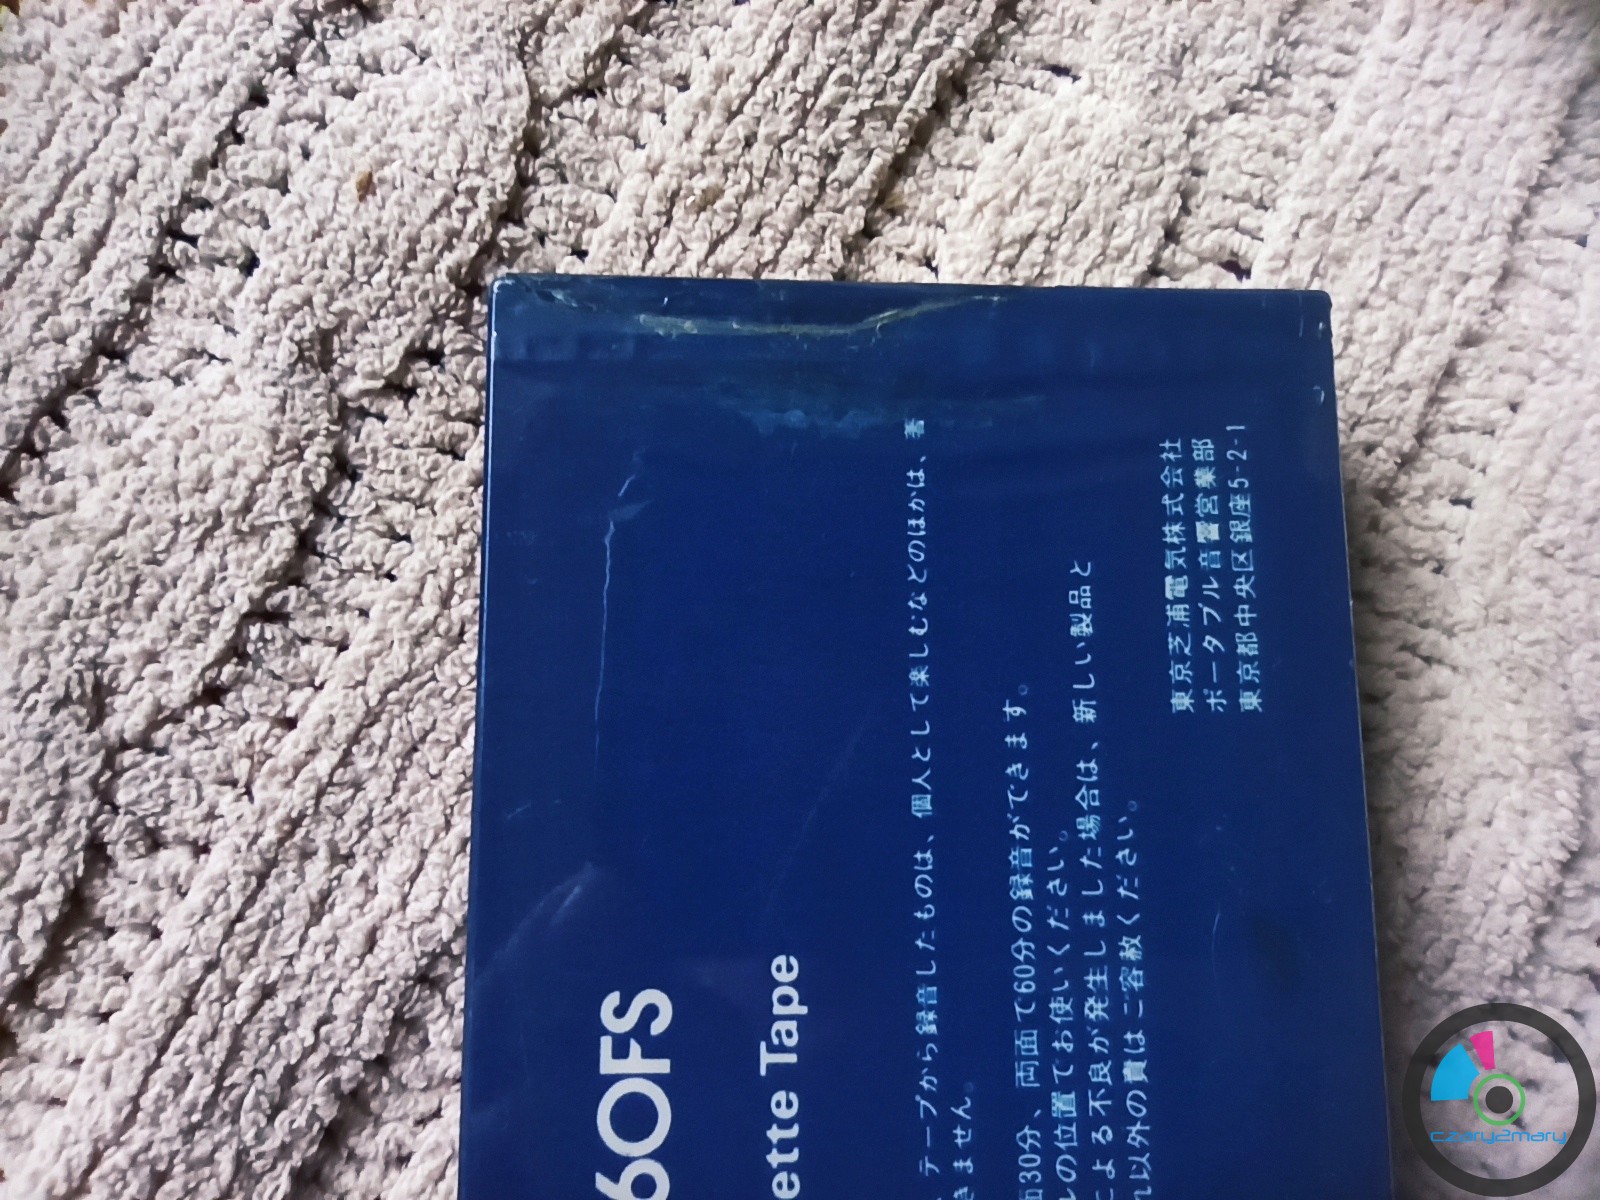 60FS
ette Tape
、テープから録音したものは、個人として楽しむなどのほかは、著
きません。
面30分、両面で60分の録音ができます。
ルの位置でお使いください。
による不良が発生しました場合は、新しい製品と
れ以外の責はご容赦ください。
東京芝浦電気株式会社
ポータブル音響営業部
東京都中央区銀座5-2-1
czary2mary